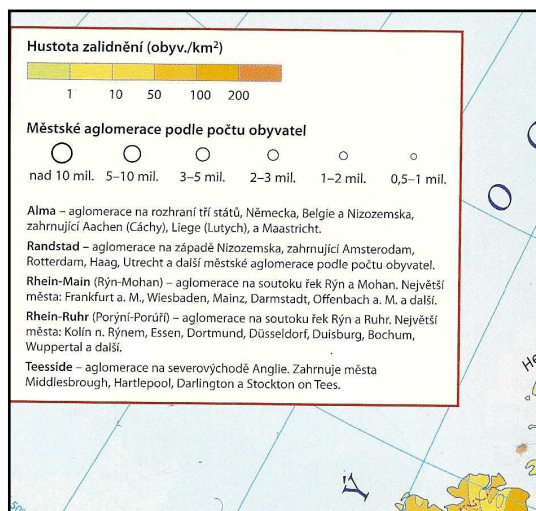 Hustota zalidnění (obyv./km²)
1 10 50 100 200
Městské aglomerace podle počtu obyvatel
nad 10 mil. 5–10 mil. 3–5 mil. 2–3 mil. 1–2 mil. 0,5–1 mil.
Alma – aglomerace na rozhraní tří států, Německa, Belgie a Nizozemska,
zahrnující Aachen (Cáchy), Liege (Lutych), a Maastricht.
Randstad – aglomerace na západě Nizozemska, zahrnující Amsterodam,
Rotterdam, Haag, Utrecht a další městské aglomerace podle počtu obyvatel.
Rhein-Main (Rýn-Mohan) – aglomerace na soutoku řek Rýn a Mohan. Největší
města: Frankfurt a. M., Wiesbaden, Mainz, Darmstadt, Offenbach a. M. a další.
Rhein-Ruhr (Porýní-Porúří) – aglomerace na soutoku řek Rýn a Ruhr. Největší
města: Kolín n. Rýnem, Essen, Dortmund, Düsseldorf, Duisburg, Bochum,
Wuppertal a další.
Teesside – aglomerace na severovýchodě Anglie. Zahrnuje města
Middlesbrough, Hartlepool, Darlington a Stockton on Tees.
O
He
Ý